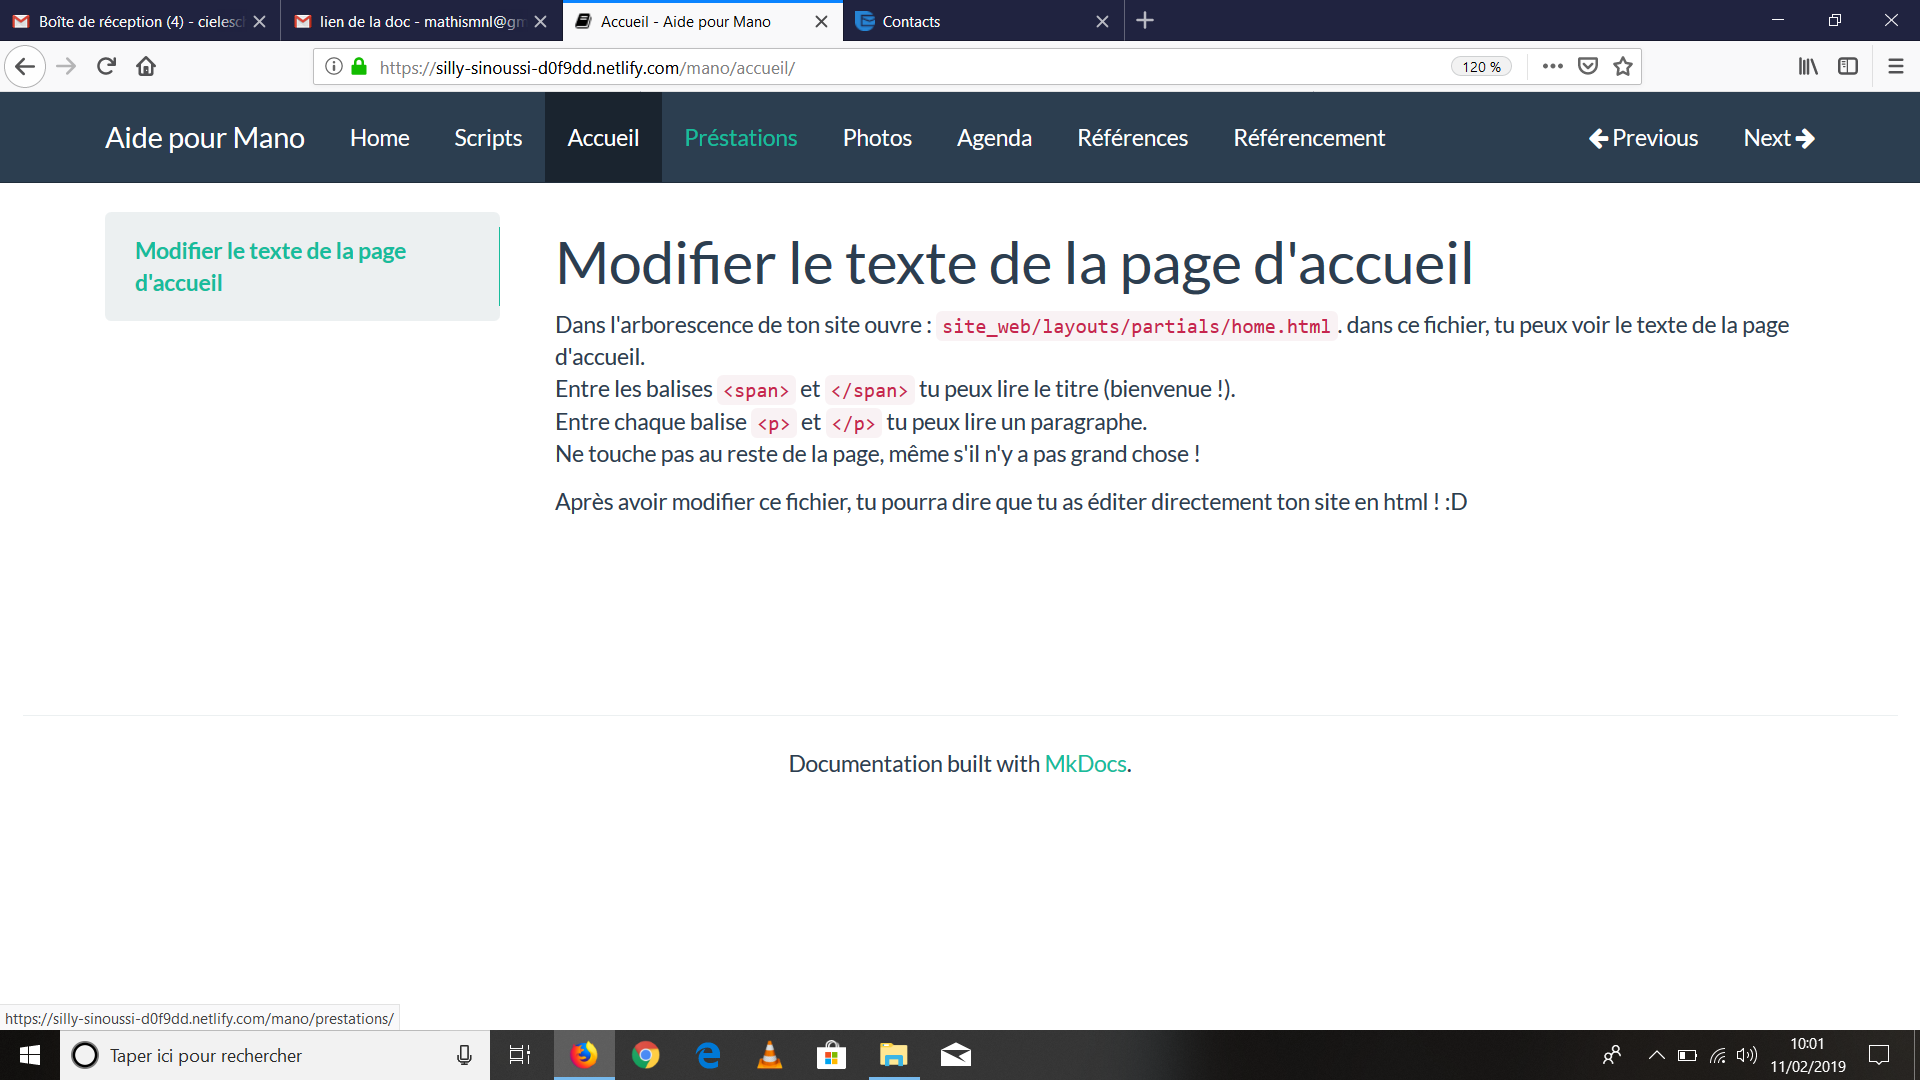 Boîte de réception (4) - cielesc
lien de la doc - mathismnl@gm
Accueil - Aide pour Mano
Contacts
https://silly-sinoussi-d0f9dd.netlify.com/mano/accueil/
120 %
Aide pour Mano
Home
Scripts
Accueil
Préstations
Photos
Agenda
Références
Référencement
Previous
Next
Modifier le texte de la page
d'accueil
Modifier le texte de la page d'accueil
Dans l'arborescence de ton site ouvre : site_web/layouts/partials/home.html. dans ce fichier, tu peux voir le texte de la page
d'accueil.
Entre les balises <span> et </span> tu peux lire le titre (bienvenue !).
Entre chaque balise <p> et </p> tu peux lire un paragraphe.
Ne touche pas au reste de la page, même s'il n'y a pas grand chose !
Après avoir modifier ce fichier, tu pourra dire que tu as éditer directement ton site en html ! :D
Documentation built with MkDocs.
https://silly-sinoussi-d0f9dd.netlify.com/mano/prestations/
Taper ici pour rechercher
10:01
11/02/2019